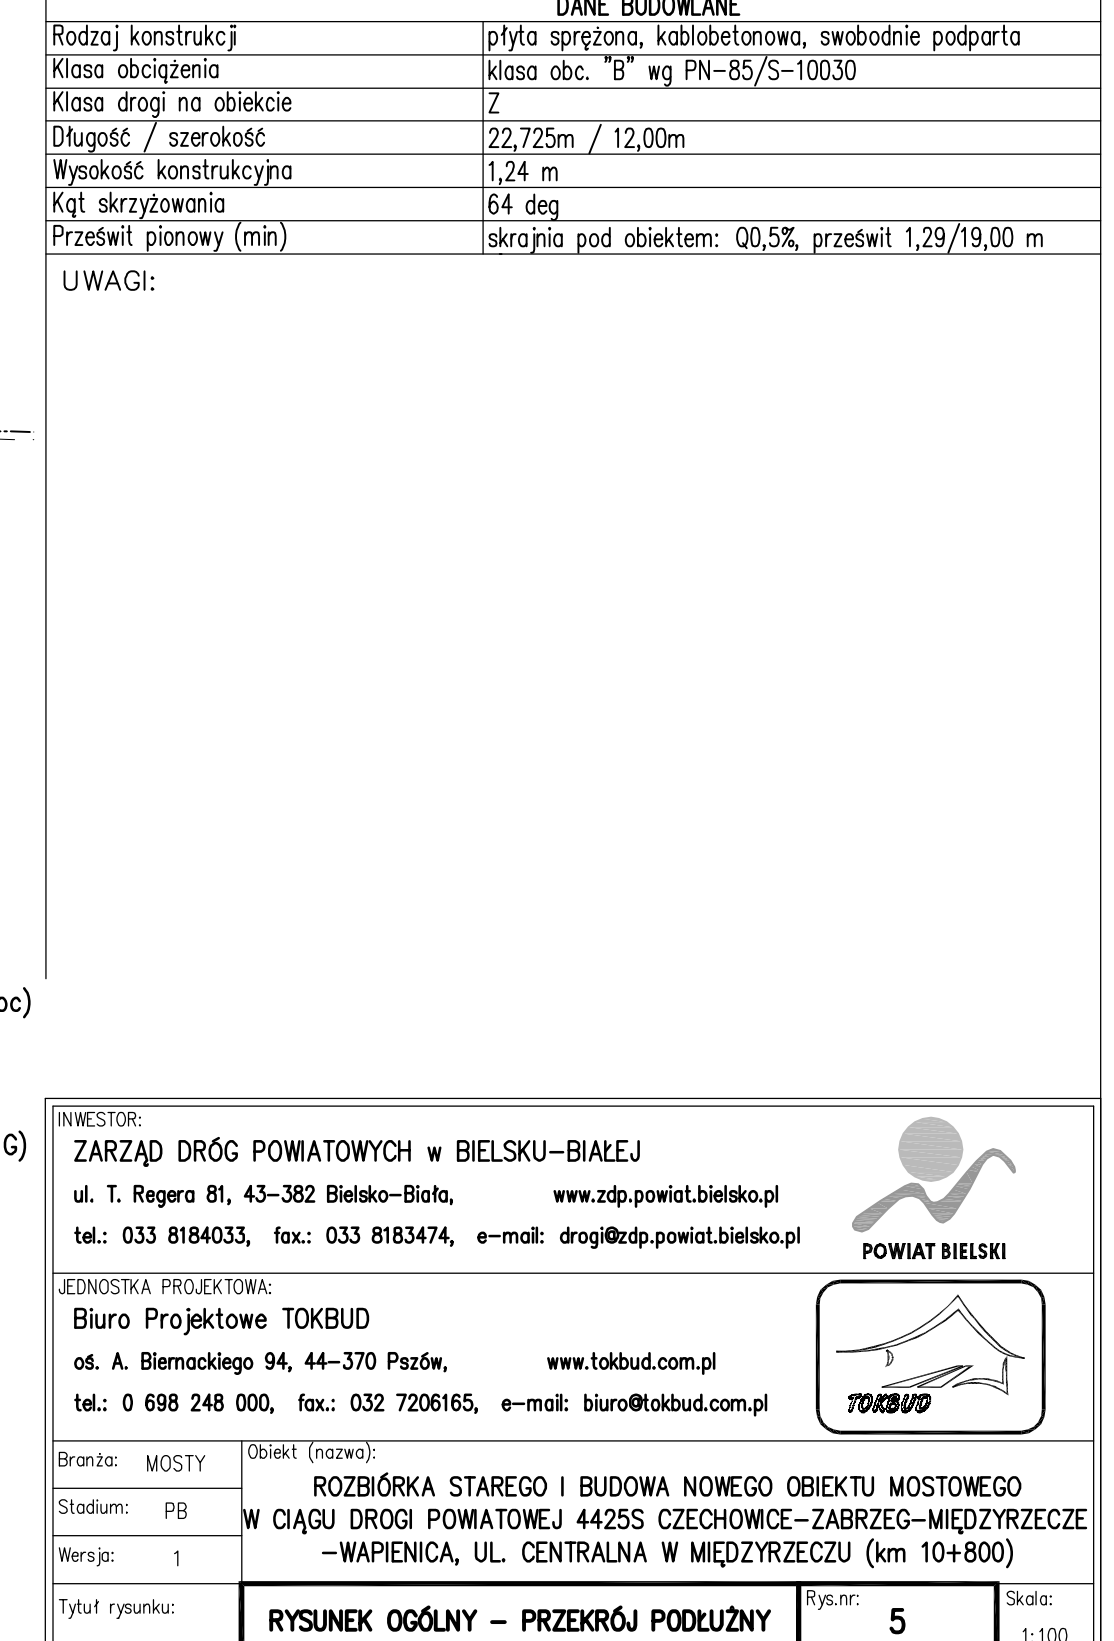 DANE BUDOWLANE
Rodzaj konstrukcji płyta sprężona, kablobetonowa, swobodnie podparta
Klasa obciążenia klasa obc. "B" wg PN-85/S-10030
Klasa drogi na obiekcie Z
Długość / szerokość 22,725m / 12,00m
Wysokość konstrukcyjna 1,24 m
Kąt skrzyżowania 64 deg
Prześwit pionowy (min) skrajnia pod obiektem: Q0,5%, prześwit 1,29/19,00 m
UWAGI:
G)
INWESTOR:
ZARZĄD DRÓG POWIATOWYCH w BIELSKU-BIAŁEJ
ul. T. Regera 81, 43-382 Bielsko-Biała, www.zdp.powiat.bielsko.pl
tel.: 033 8184033, fax.: 033 8183474, e-mail: drogi@zdp.powiat.bielsko.pl
POWIAT BIELSKI
JEDNOSTKA PROJEKTOWA:
Biuro Projektowe TOKBUD
oś. A. Biernackiego 94, 44-370 Pszów, www.tokbud.com.pl
tel.: 0 698 248 000, fax.: 032 7206165, e-mail: biuro@tokbud.com.pl
TOKBUD
Branża: MOSTY
Stadium: PB
Wersja: 1
Obiekt (nazwa):
ROZBIÓRKA STAREGO I BUDOWA NOWEGO OBIEKTU MOSTOWEGO
W CIĄGU DROGI POWIATOWEJ 4425S CZECHOWICE-ZABRZEG-MIĘDZYRZECZE
-WAPIENICA, UL. CENTRALNA W MIĘDZYRZECZU (km 10+800)
Tytuł rysunku: RYSUNEK OGÓLNY - PRZEKRÓJ PODŁUŻNY
Rys.nr: 5
Skala: 1:100